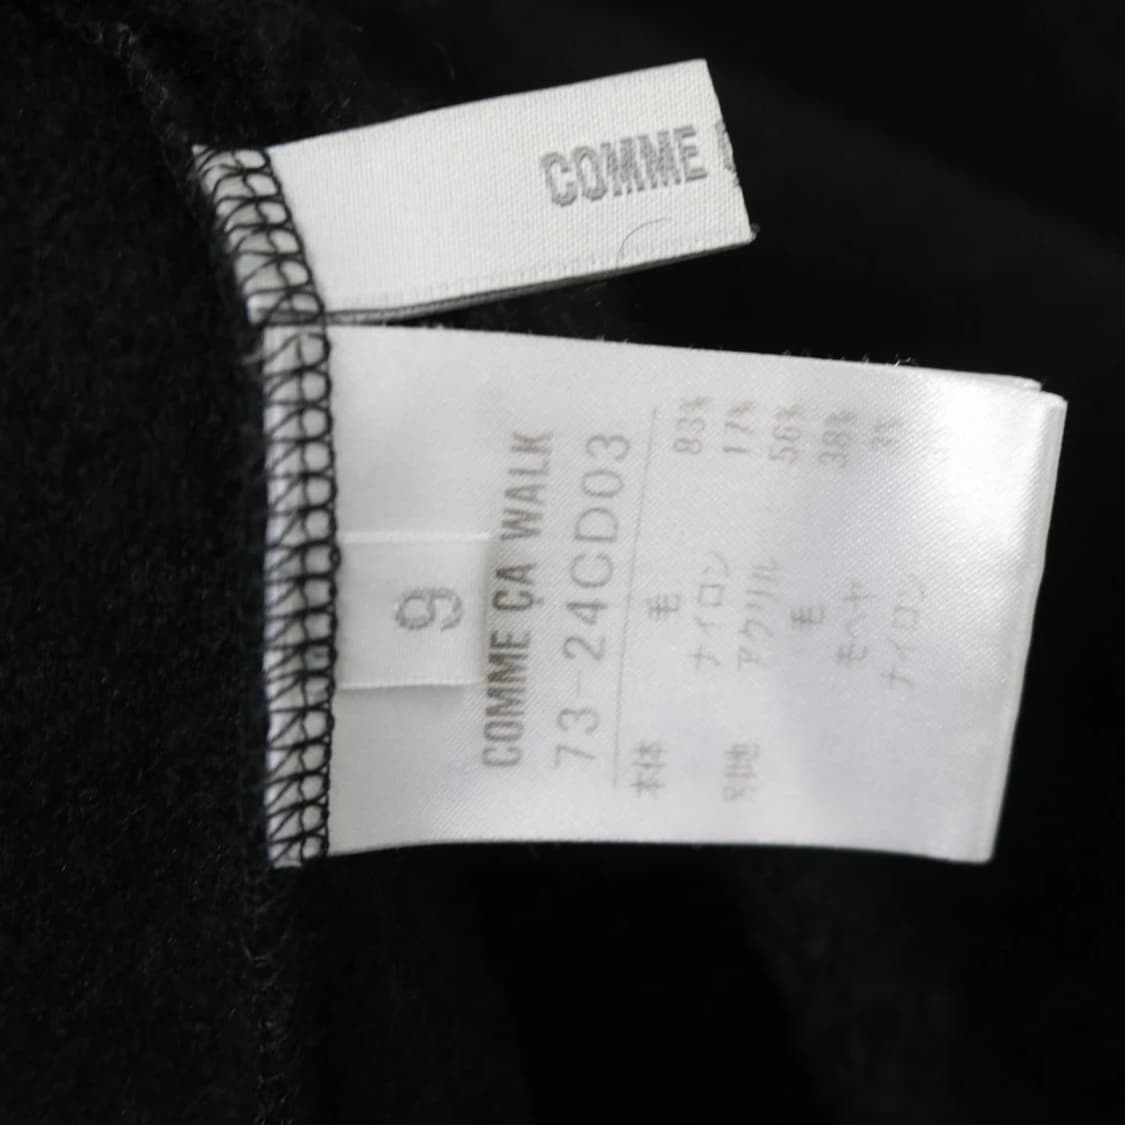 COMME
9
COMME ÇA WALK
73-24CD03
本体 毛 83%
ナイロン 17%
別地 アクリル 56%
毛 38%
モヘヤ 3%
ナイロン